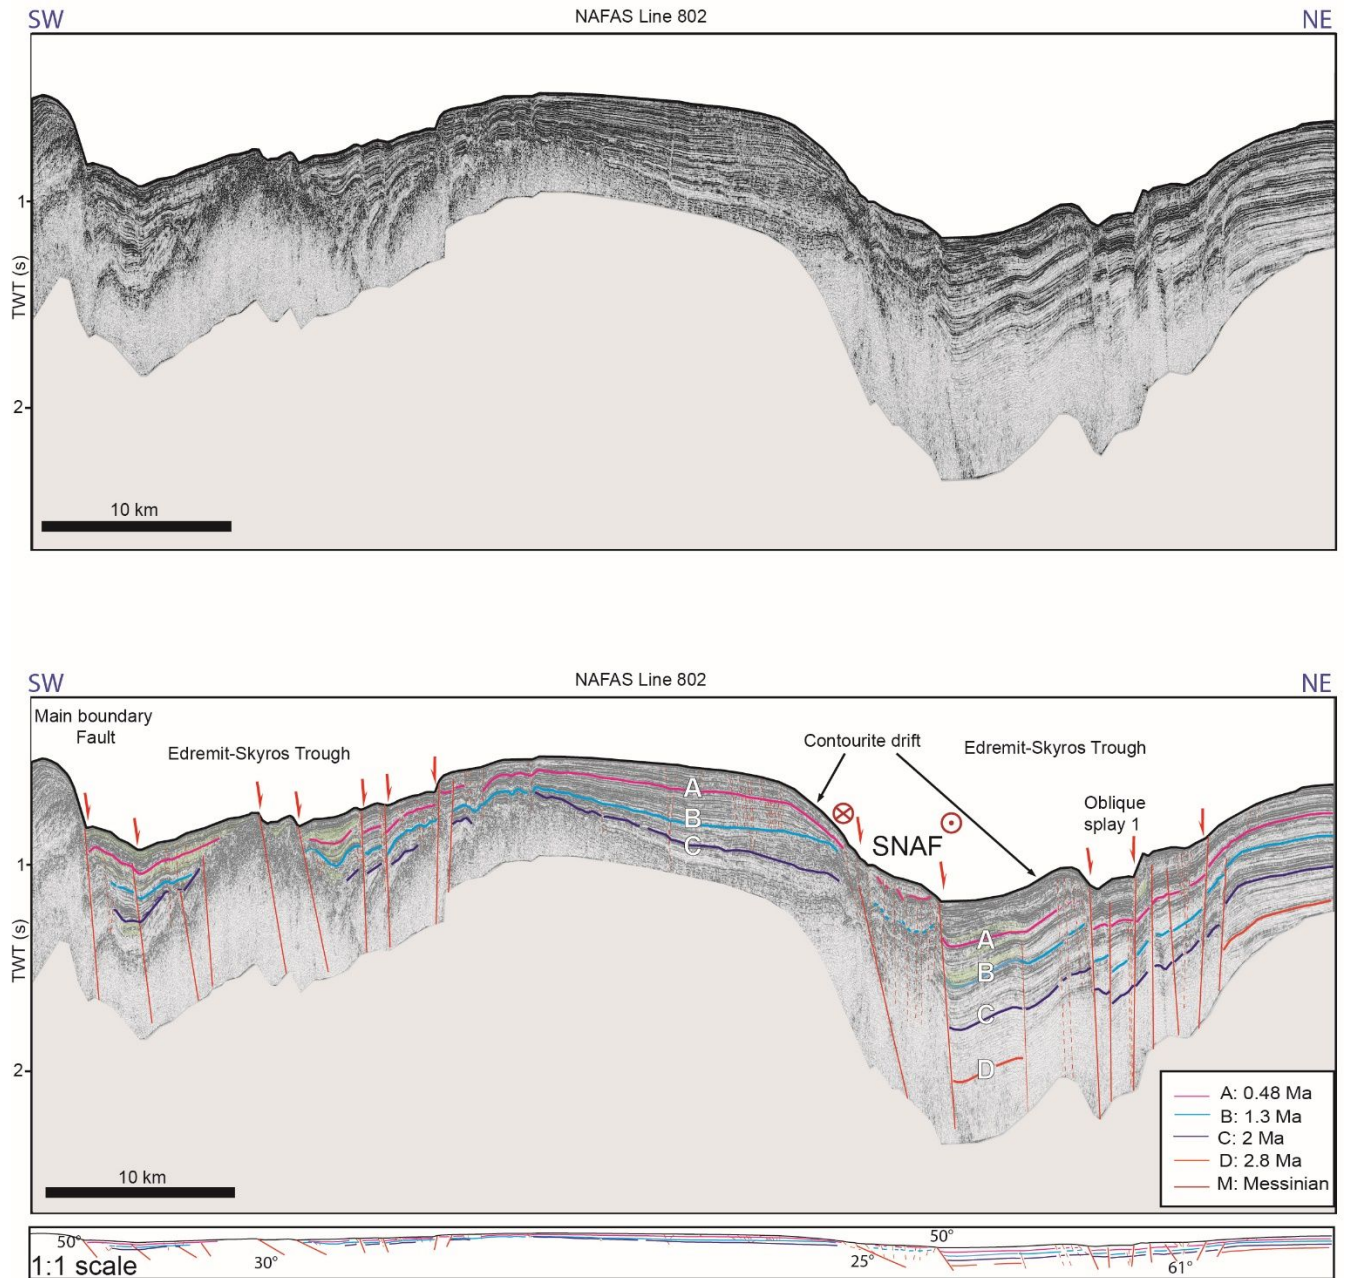 SW
NAFAS Line 802
NE
1
TWT (s)
2
10 km
SW
NAFAS Line 802
NE
Main boundary
Fault
Edremit-Skyros Trough
Contourite drift
Edremit-Skyros Trough
Oblique
splay 1
SNAF
A
B
C
1
TWT (s)
A
B
C
D
2
A: 0.48 Ma
B: 1.3 Ma
C: 2 Ma
D: 2.8 Ma
M: Messinian
10 km
50°
50°
1:1 scale
30°
25°
61°